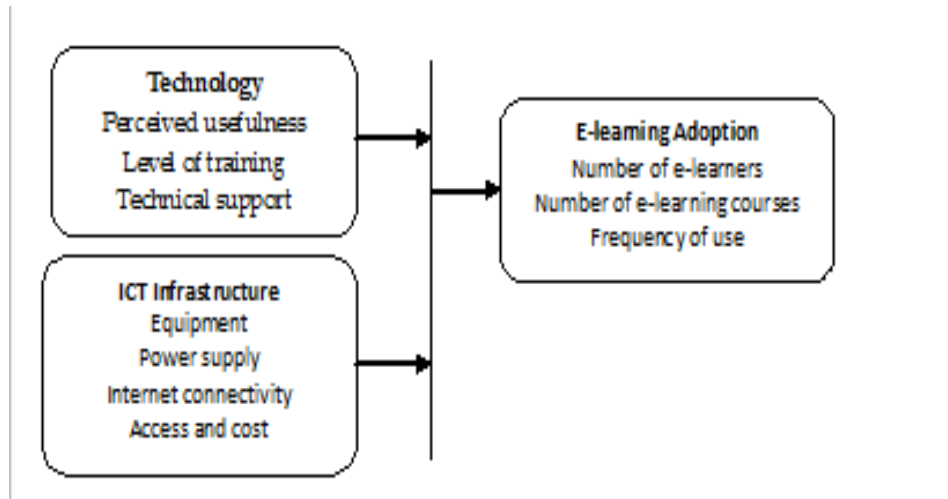 Technology
Perceived usefulness
Level of training
Technical support
ICT Infrastructure
Equipment
Power supply
Internet connectivity
Access and cost
E-learning Adoption
Number of e-learners
Number of e-learning courses
Frequency of use